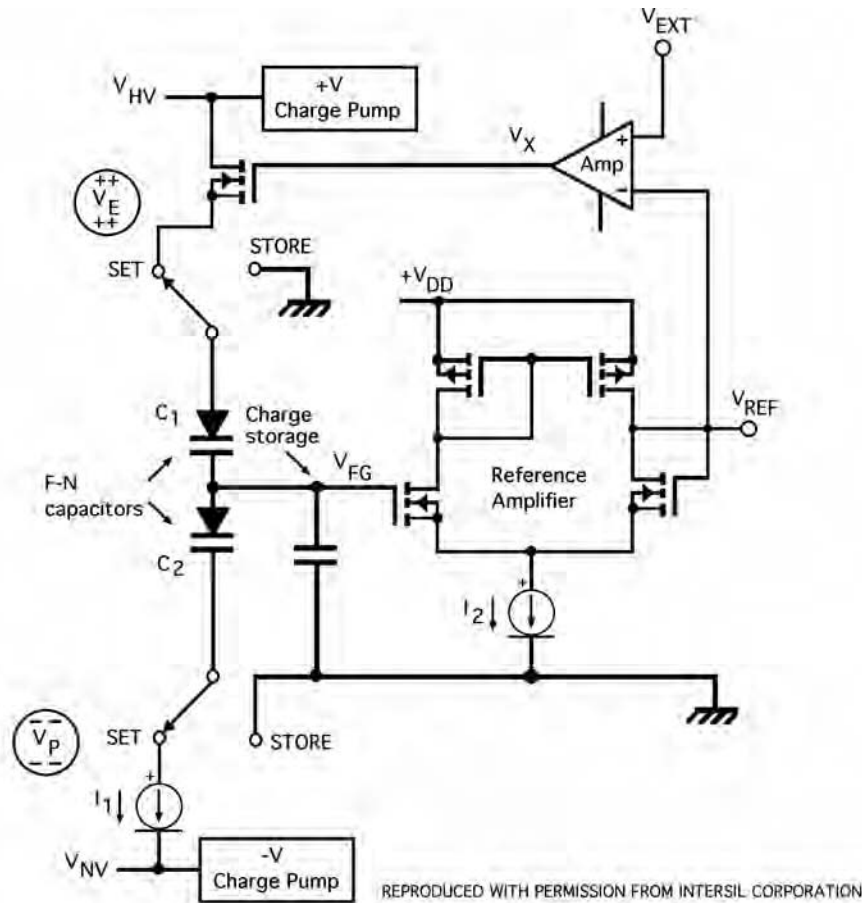 VEXT
VHV
+V
Charge Pump
VX
+
Amp
−
++
VE
++
STORE
SET
+VDD
VREF
C1
Charge
storage
VFG
F-N
capacitors
Reference
Amplifier
C2
+
I2
− −
VP
− −
SET
STORE
+
I1
VNV
-V
Charge Pump
REPRODUCED WITH PERMISSION FROM INTERSIL CORPORATION